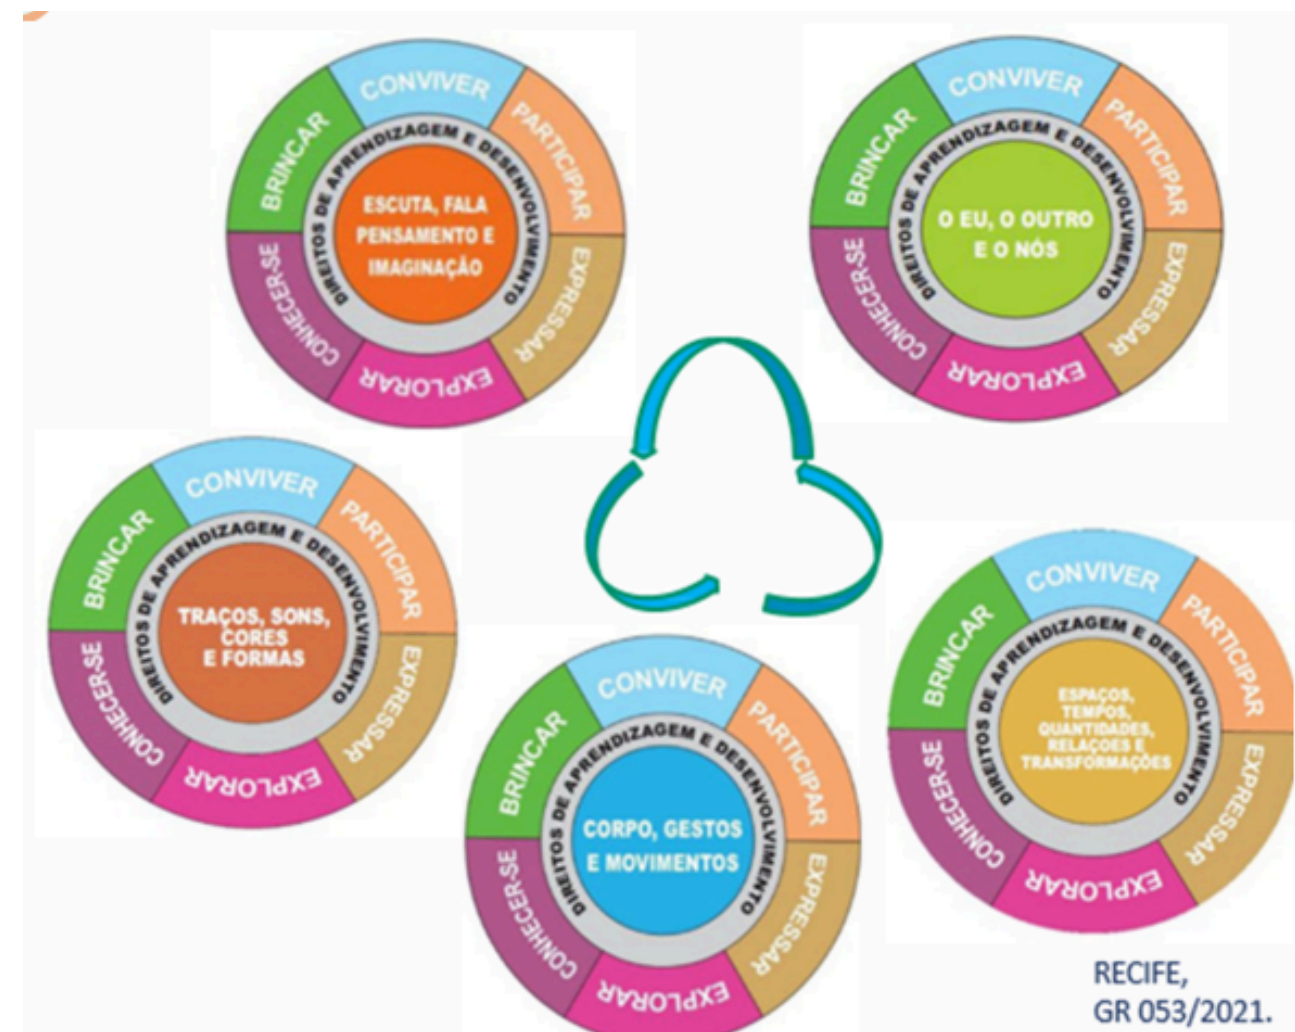 CONVIVER
PARTICIPAR
EXPRESSAR
EXPLORAR
CONHECER-SE
BRINCAR
DIREITOS DE APRENDIZAGEM E DESENVOLVIMENTO
ESCUTA, FALA
PENSAMENTO E
IMAGINAÇÃO
CONVIVER
PARTICIPAR
EXPRESSAR
EXPLORAR
CONHECER-SE
BRINCAR
DIREITOS DE APRENDIZAGEM E DESENVOLVIMENTO
O EU, O OUTRO
E O NÓS
CONVIVER
PARTICIPAR
EXPRESSAR
EXPLORAR
CONHECER-SE
BRINCAR
DIREITOS DE APRENDIZAGEM E DESENVOLVIMENTO
TRAÇOS, SONS,
CORES
E FORMAS
CONVIVER
PARTICIPAR
EXPRESSAR
EXPLORAR
CONHECER-SE
BRINCAR
DIREITOS DE APRENDIZAGEM E DESENVOLVIMENTO
CORPO, GESTOS
E MOVIMENTOS
CONVIVER
PARTICIPAR
EXPRESSAR
EXPLORAR
CONHECER-SE
BRINCAR
DIREITOS DE APRENDIZAGEM E DESENVOLVIMENTO
ESPAÇOS,
TEMPOS,
QUANTIDADES,
RELAÇOES E
TRANSFORMAÇÕES
RECIFE,
GR 053/2021.